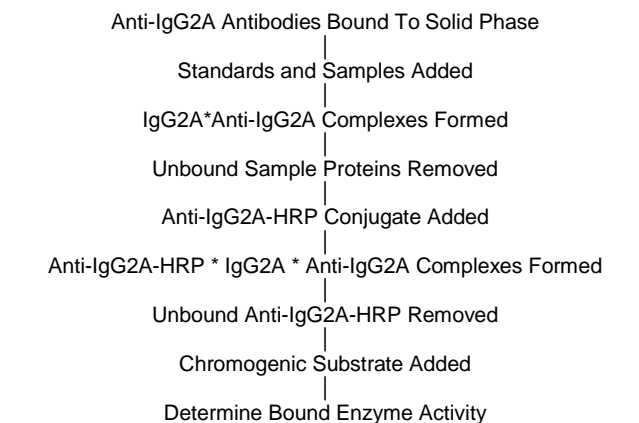 Anti-IgG2A Antibodies Bound To Solid Phase
Standards and Samples Added
IgG2A*Anti-IgG2A Complexes Formed
Unbound Sample Proteins Removed
Anti-IgG2A-HRP Conjugate Added
Anti-IgG2A-HRP * IgG2A * Anti-IgG2A Complexes Formed
Unbound Anti-IgG2A-HRP Removed
Chromogenic Substrate Added
Determine Bound Enzyme Activity